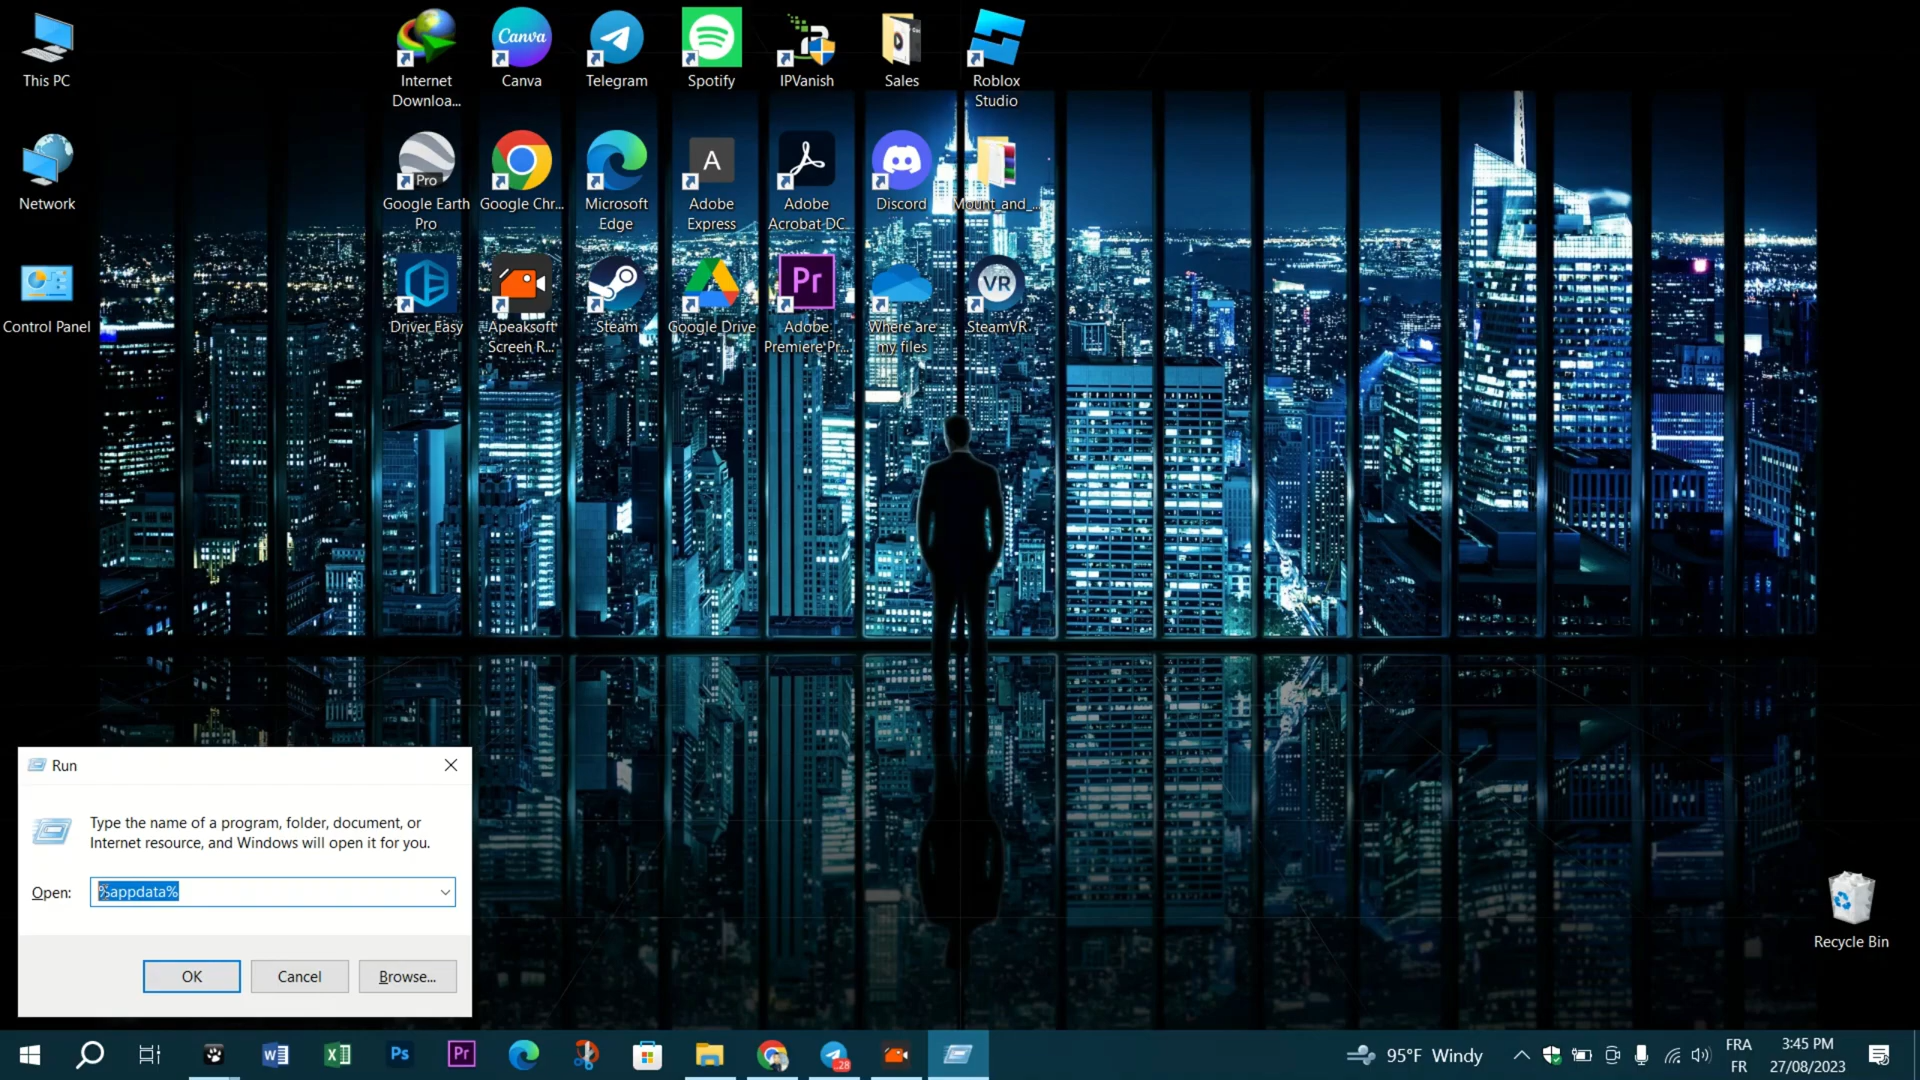 This PC
Internet
Downloa...
Canva
Canva
Telegram
Spotify
IPVanish
Sales
Roblox
Studio
Network
Pro
Google Earth
Pro
Google Chr...
Microsoft
Edge
A
Adobe
Express
Adobe
Acrobat DC
Discord
Mount_and_...
Control Panel
Driver Easy
Apeaksoft
Screen R...
Steam
Google Drive
Pr
Adobe
Premiere Pr...
Where are
my files
VR
SteamVR
Run
Type the name of a program, folder, document, or
Internet resource, and Windows will open it for you.
Open:
%appdata%
OK
Cancel
Browse...
Recycle Bin
W
X
Ps
Pr
28
95°F Windy
FRA
FR
3:45 PM
27/08/2023